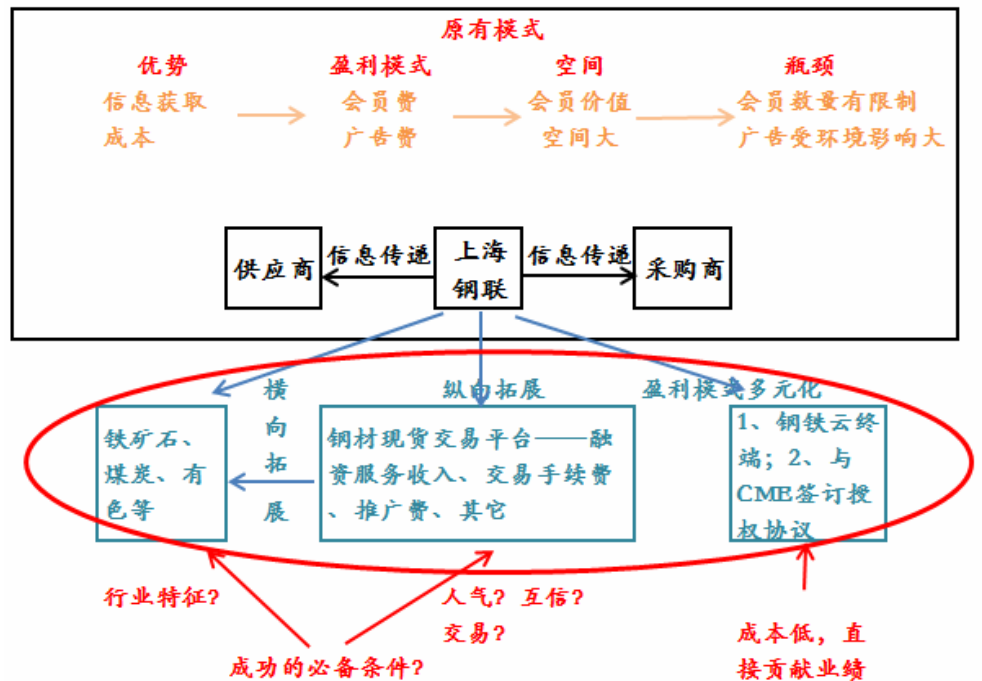 原有模式
优势
盈利模式
空间
瓶颈
信息获取
成本
会员费
广告费
会员价值
空间大
会员数量有限制
广告受环境影响大
供应商
信息传递
上海
钢联
信息传递
采购商
横
向
拓
展
纵向拓展
盈利模式多元化
铁矿石、
煤炭、有
色等
钢材现货交易平台——融
资服务收入、交易手续费
、推广费、其它
1、钢铁云终
端；2、与
CME签订授
权协议
行业特征？
人气？互信？
交易？
成功的必备条件？
成本低，直
接贡献业绩